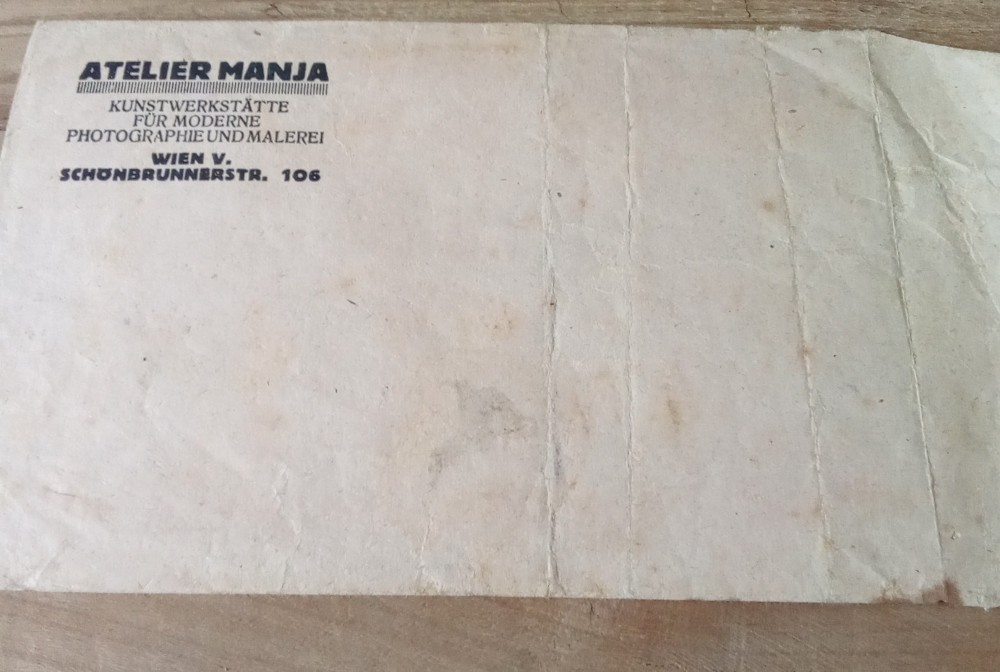 ATELIER MANJA
KUNSTWERKSTÄTTE
FÜR MODERNE
PHOTOGRAPHIE UND MALEREI
WIEN V.
SCHÖNBRUNNERSTR. 106